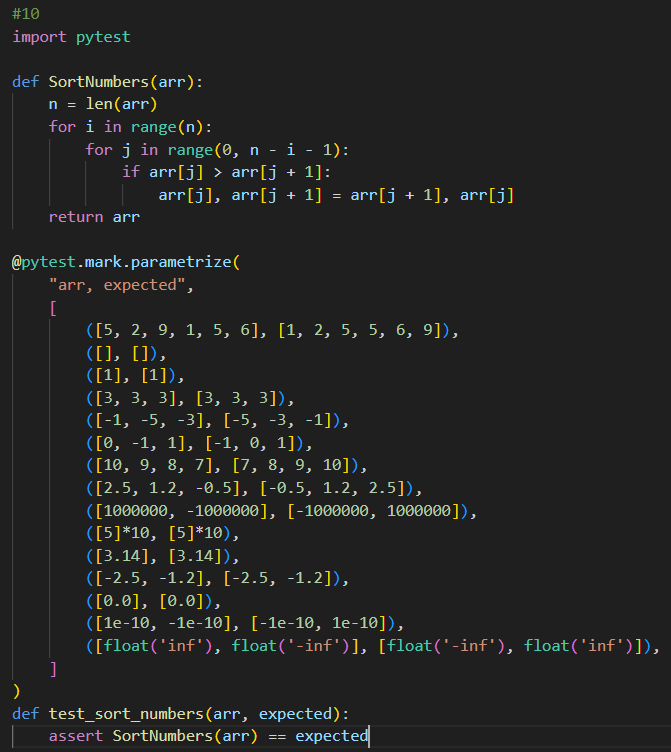 #10
import pytest

def SortNumbers(arr):
    n = len(arr)
    for i in range(n):
        for j in range(0, n - i - 1):
            if arr[j] > arr[j + 1]:
                arr[j], arr[j + 1] = arr[j + 1], arr[j]
    return arr

@pytest.mark.parametrize(
    "arr, expected",
    [
        ([5, 2, 9, 1, 5, 6], [1, 2, 5, 5, 6, 9]),
        ([], []),
        ([1], [1]),
        ([3, 3, 3], [3, 3, 3]),
        ([-1, -5, -3], [-5, -3, -1]),
        ([0, -1, 1], [-1, 0, 1]),
        ([10, 9, 8, 7], [7, 8, 9, 10]),
        ([2.5, 1.2, -0.5], [-0.5, 1.2, 2.5]),
        ([1000000, -1000000], [-1000000, 1000000]),
        ([5]*10, [5]*10),
        ([3.14], [3.14]),
        ([-2.5, -1.2], [-2.5, -1.2]),
        ([0.0], [0.0]),
        ([1e-10, -1e-10], [-1e-10, 1e-10]),
        ([float('inf'), float('-inf')], [float('-inf'), float('inf')]),
    ]
)
def test_sort_numbers(arr, expected):
    assert SortNumbers(arr) == expected